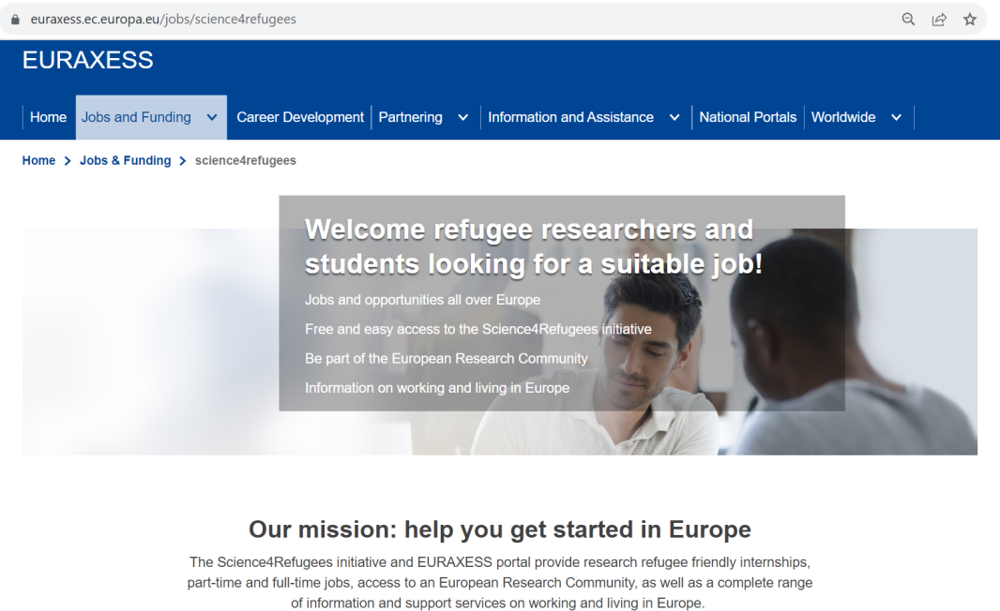 euraxess.ec.europa.eu/jobs/science4refugees
EURAXESS
Home Jobs and Funding Career Development Partnering Information and Assistance National Portals Worldwide
Home > Jobs & Funding > science4refugees
Welcome refugee researchers and
students looking for a suitable job!
Jobs and opportunities all over Europe
Free and easy access to the Science4Refugees initiative
Be part of the European Research Community
Information on working and living in Europe
Our mission: help you get started in Europe
The Science4Refugees initiative and EURAXESS portal provide research refugee friendly internships,
part-time and full-time jobs, access to an European Research Community, as well as a complete range
of information and support services on working and living in Europe.